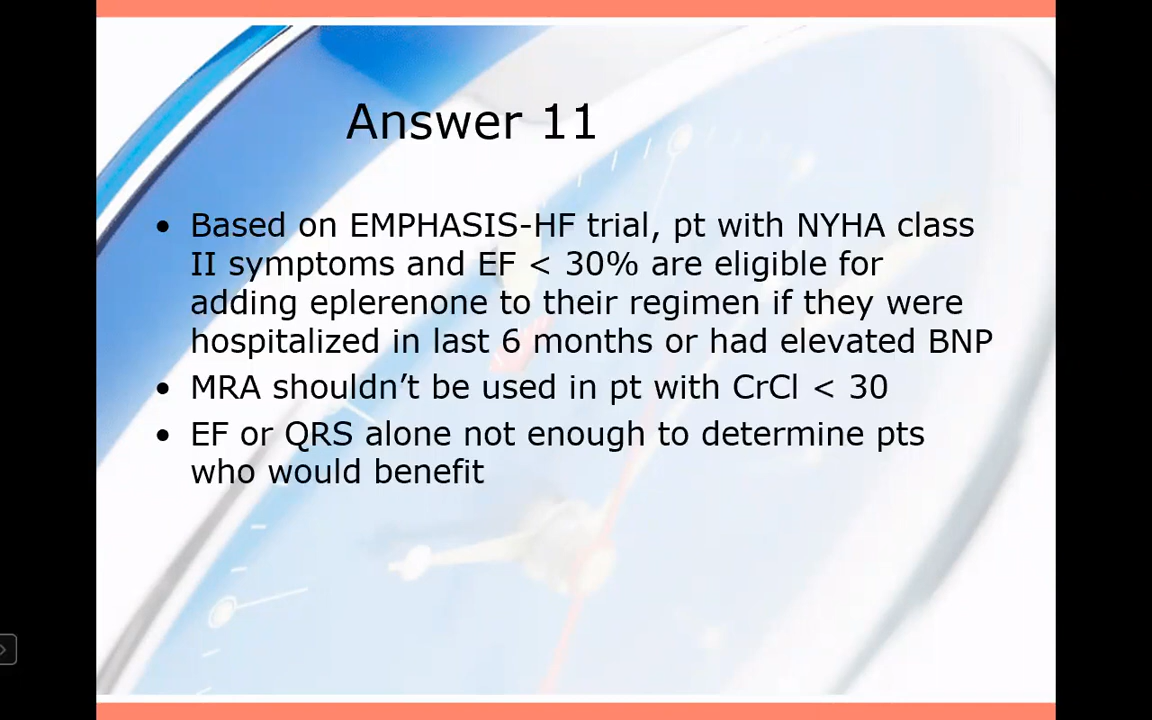 Answer 11
• Based on EMPHASIS-HF trial, pt with NYHA class
II symptoms and EF < 30% are eligible for
adding eplerenone to their regimen if they were
hospitalized in last 6 months or had elevated BNP
• MRA shouldn’t be used in pt with CrCl < 30
• EF or QRS alone not enough to determine pts
who would benefit